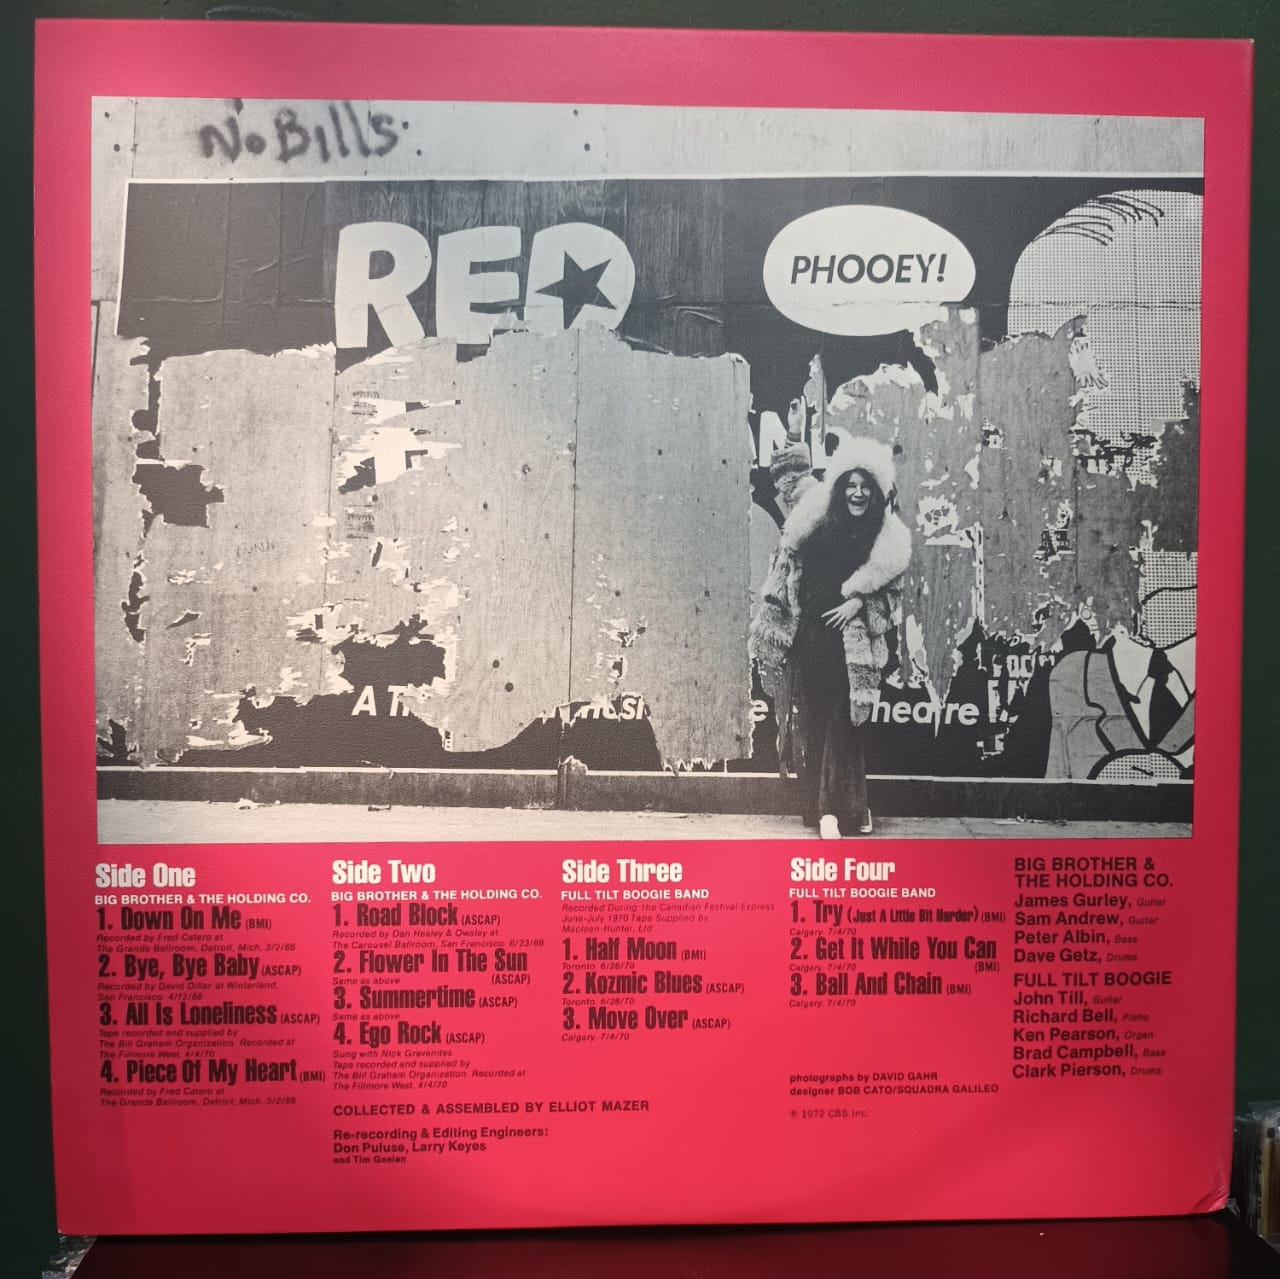 No Bills:
RED
PHOOEY!
AN
A T
usi
e
heatre
Side One
BIG BROTHER & THE HOLDING CO.
1. Down On Me (BMI)
Recorded by Fred Catero at
The Grande Ballroom, Detroit, Mich. 3/2/68
2. Bye, Bye Baby (ASCAP)
Recorded by David Diller at Winterland,
San Francisco. 4/12/68
3. All Is Loneliness (ASCAP)
Tape recorded and supplied by
The Bill Graham Organization. Recorded at
The Fillmore West. 4/4/70
4. Piece Of My Heart (BMI)
Recorded by Fred Catero at
The Grande Ballroom, Detroit, Mich. 3/2/68
Side Two
BIG BROTHER & THE HOLDING CO.
1. Road Block (ASCAP)
Recorded by Dan Healey & Owsley at
The Carousel Ballroom, San Francisco. 6/23/68
2. Flower In The Sun
Same as above (ASCAP)
3. Summertime (ASCAP)
Same as above
4. Ego Rock (ASCAP)
Sung with Nick Gravenites
Tape recorded and supplied by
The Bill Graham Organization. Recorded at
The Fillmore West. 4/4/70
COLLECTED & ASSEMBLED BY ELLIOT MAZER
Re-recording & Editing Engineers:
Don Puluse, Larry Keyes
and Tim Geelan
Side Three
FULL TILT BOOGIE BAND
Recorded During the Canadian Festival Express
June-July 1970 Tape Supplied by
Maclean-Hunter, Ltd
1. Half Moon (BMI)
Toronto 6/28/70
2. Kozmic Blues (ASCAP)
Toronto. 6/28/70
3. Move Over (ASCAP)
Calgary. 7/4/70
Side Four
FULL TILT BOOGIE BAND
1. Try (Just A Little Bit Harder) (BMI)
Calgary. 7/4/70
2. Get It While You Can
Calgary. 7/4/70 (BMI)
3. Ball And Chain (BMI)
Calgary. 7/4/70
photographs by DAVID GAHR
designer BOB CATO/SQUADRA GALILEO
℗ 1972 CBS Inc.
BIG BROTHER &
THE HOLDING CO.
James Gurley, Guitar
Sam Andrew, Guitar
Peter Albin, Bass
Dave Getz, Drums
FULL TILT BOOGIE
John Till, Guitar
Richard Bell, Piano
Ken Pearson, Organ
Brad Campbell, Bass
Clark Pierson, Drums